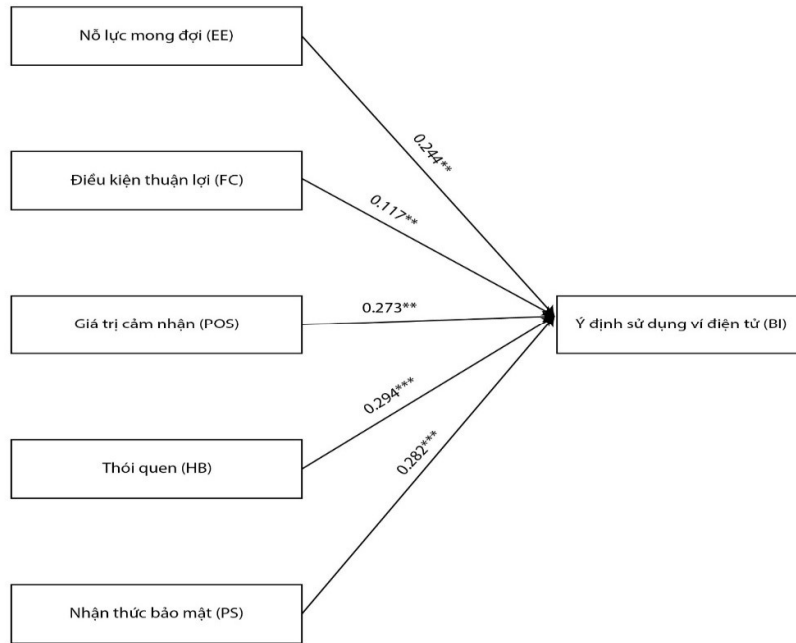 Nỗ lực mong đợi (EE)
0.244**
Điều kiện thuận lợi (FC)
0.117**
Giá trị cảm nhận (POS)
0.273**
Ý định sử dụng ví điện tử (BI)
0.294***
Thói quen (HB)
0.282***
Nhận thức bảo mật (PS)